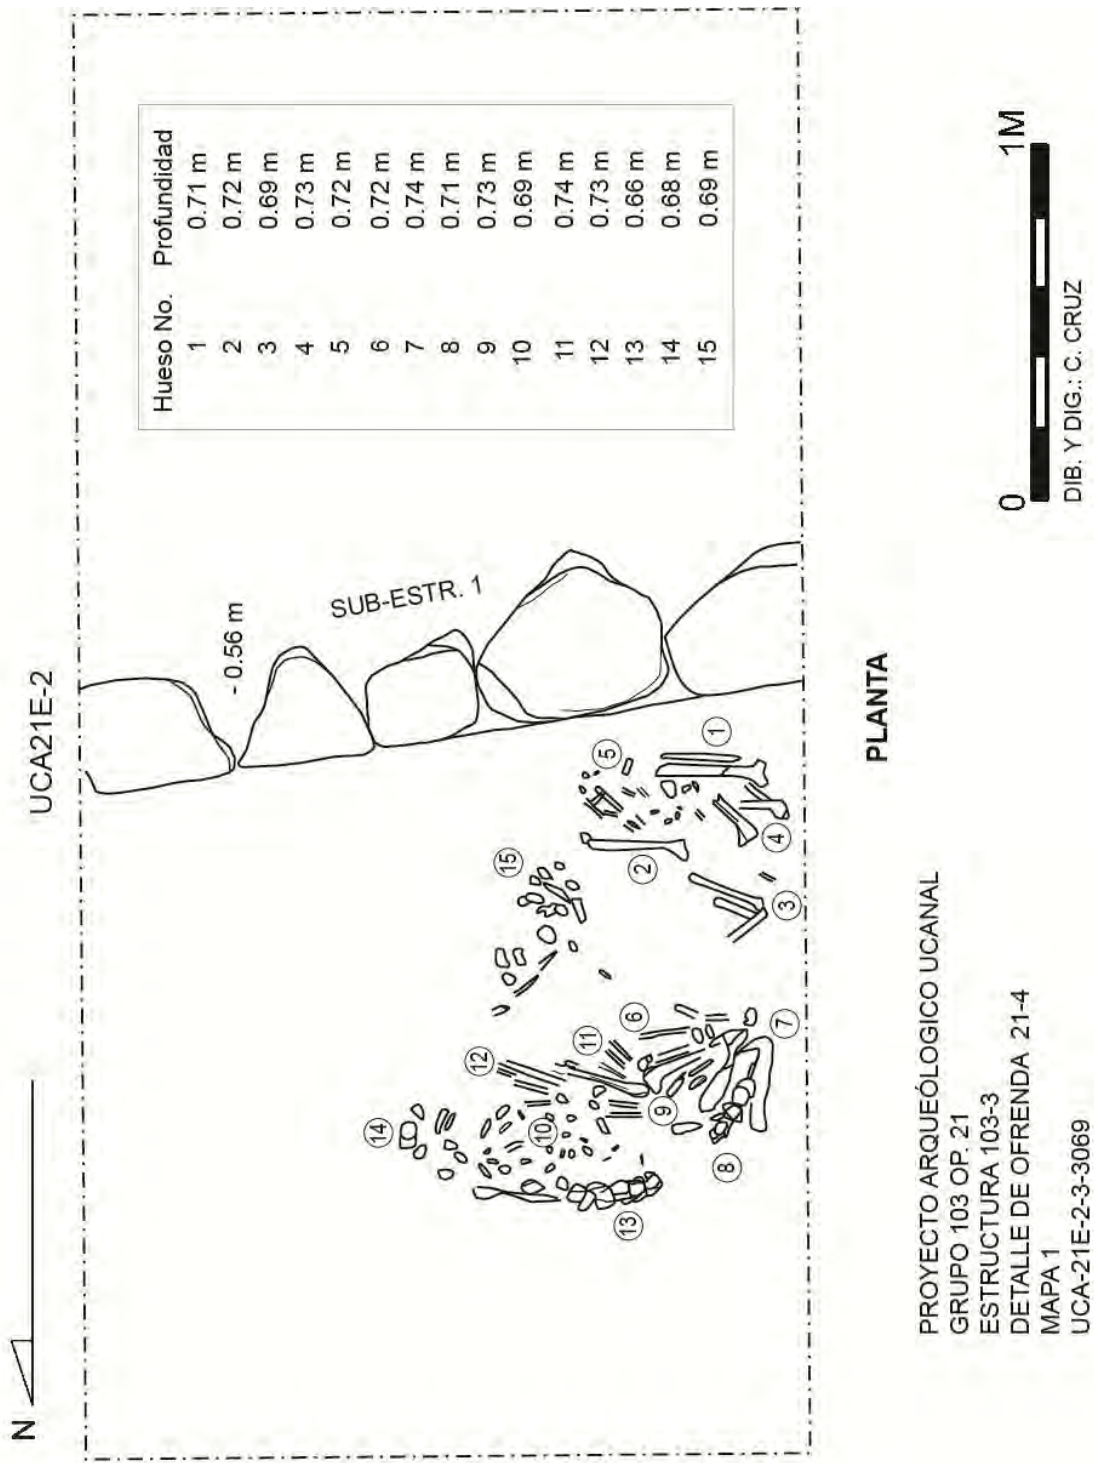 N
UCA21E-2
- 0.56 m
SUB-ESTR. 1
Hueso No. Profundidad
1 0.71 m
2 0.72 m
3 0.69 m
4 0.73 m
5 0.72 m
6 0.72 m
7 0.74 m
8 0.71 m
9 0.73 m
10 0.69 m
11 0.74 m
12 0.73 m
13 0.66 m
14 0.68 m
15 0.69 m
14
12
15
13
10
11
5
8
9
6
2
1
7
3
4
PLANTA
PROYECTO ARQUEÓLOGICO UCANAL
GRUPO 103 OP. 21
ESTRUCTURA 103-3
DETALLE DE OFRENDA 21-4
MAPA 1
UCA-21E-2-3-3069
0 1M
DIB. Y DIG.: C. CRUZ